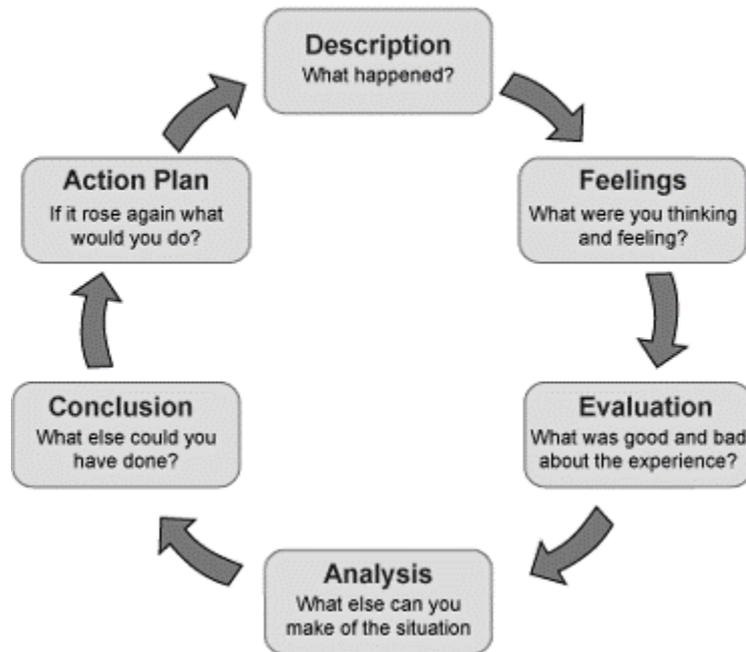 Description
What happened?
Feelings
What were you thinking
and feeling?
Evaluation
What was good and bad
about the experience?
Analysis
What else can you
make of the situation
Conclusion
What else could you
have done?
Action Plan
If it rose again what
would you do?